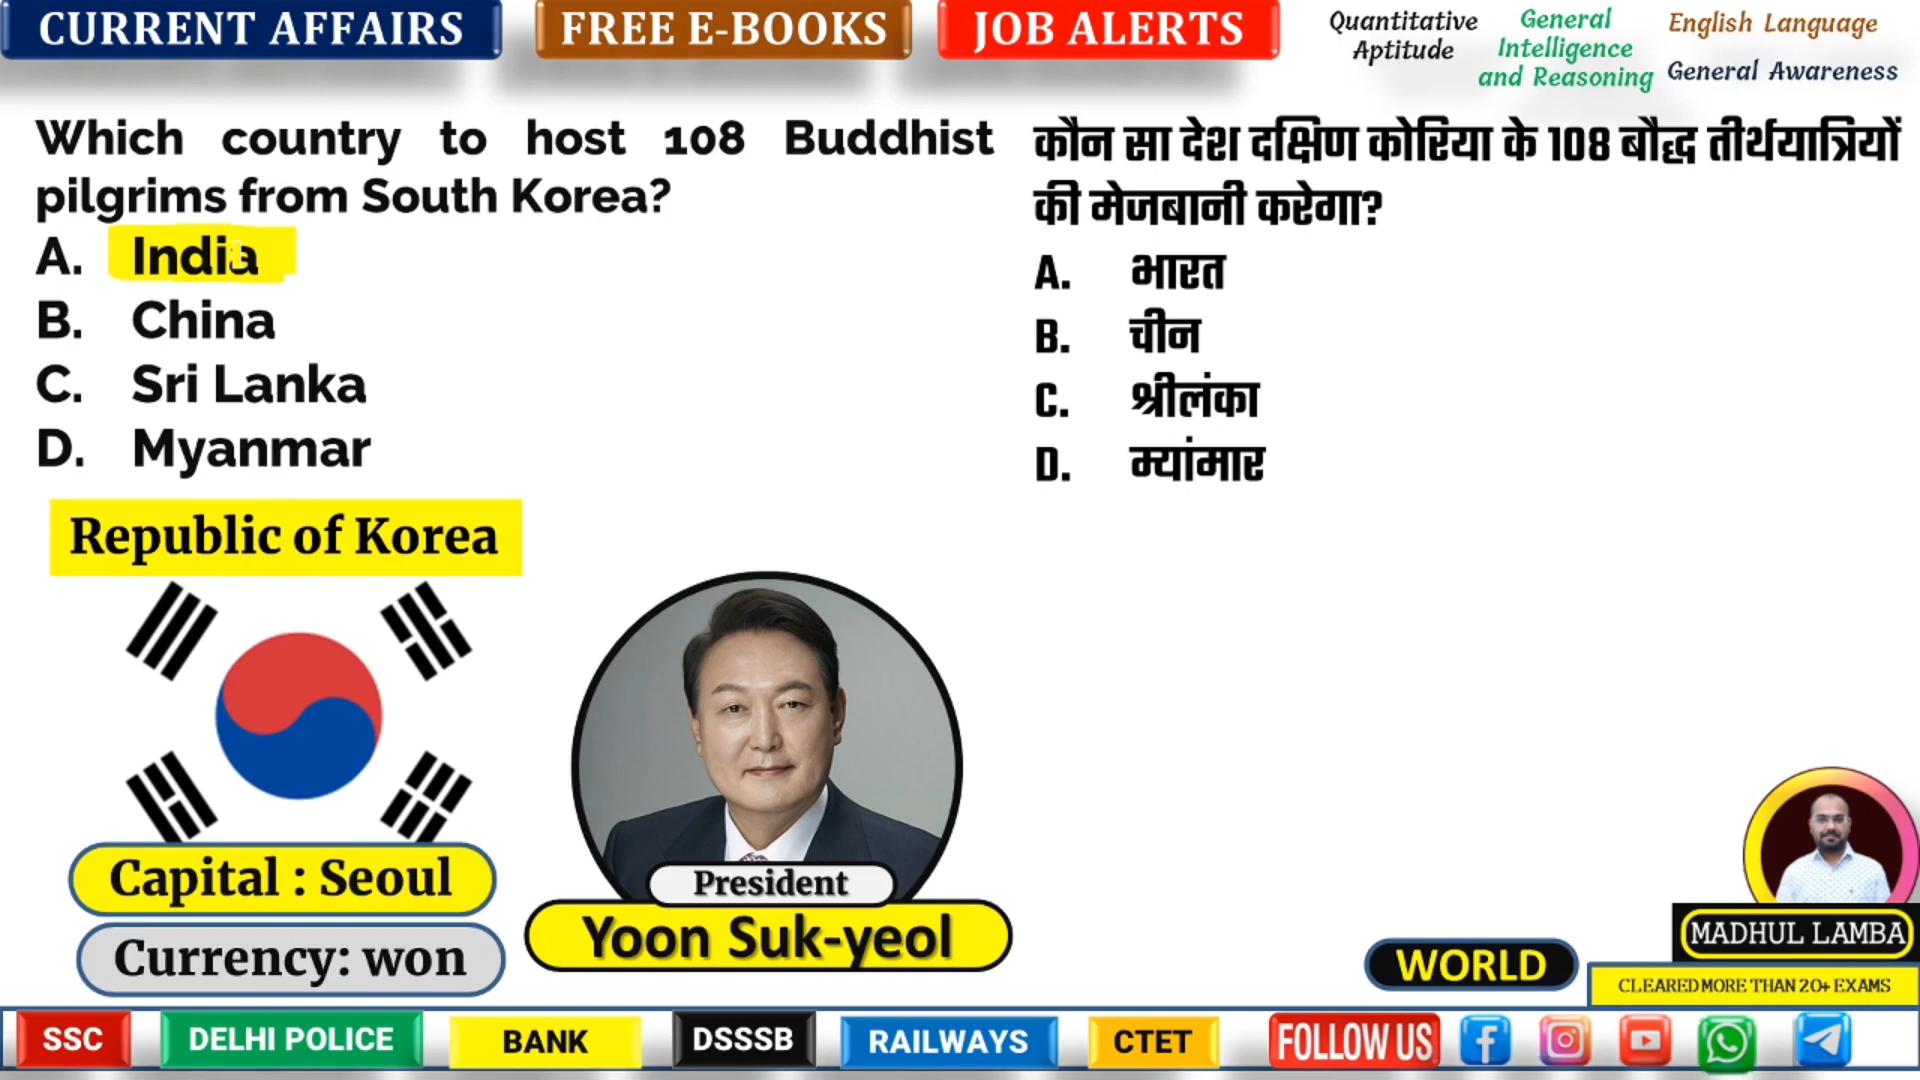 CURRENT AFFAIRS
FREE E-BOOKS
JOB ALERTS
Quantitative
Aptitude
General
Intelligence
and Reasoning
English Language
General Awareness
Which country to host 108 Buddhist
pilgrims from South Korea?
A. India
B. China
C. Sri Lanka
D. Myanmar
कौन सा देश दक्षिण कोरिया के 108 बौद्ध तीर्थयात्रियों
की मेजबानी करेगा?
A. भारत
B. चीन
C. श्रीलंका
D. म्यांमार
Republic of Korea
Capital : Seoul
Currency: won
President
Yoon Suk-yeol
WORLD
MADHUL LAMBA
CLEARED MORE THAN 20+ EXAMS
SSC
DELHI POLICE
BANK
DSSSB
RAILWAYS
CTET
FOLLOW US